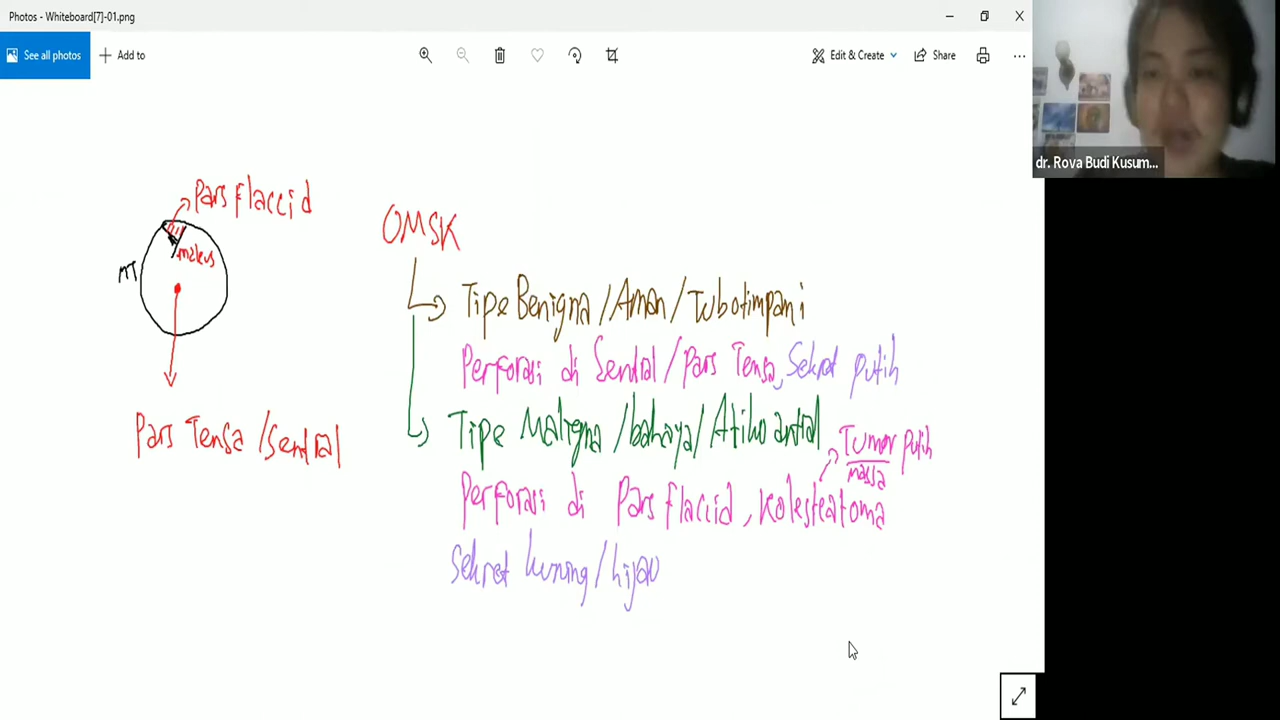 Photos - Whiteboard[7]-01.png
See all photos
Add to
Edit & Create
Share
dr. Rova Budi Kusum...
Pars flaccid
maleus
MT
Pars Tensa/Sentral
OMSK
Tipe Benigna/Aman/Tubotimpani
Perforasi di Sentral/Pars Tensa, Sekret putih
Tipe Maligna/bahaya/Atikoantral
Tumor putih
massa
Perforasi di Pars flaccid, Kolesteatoma
Sekret kuning/hijau